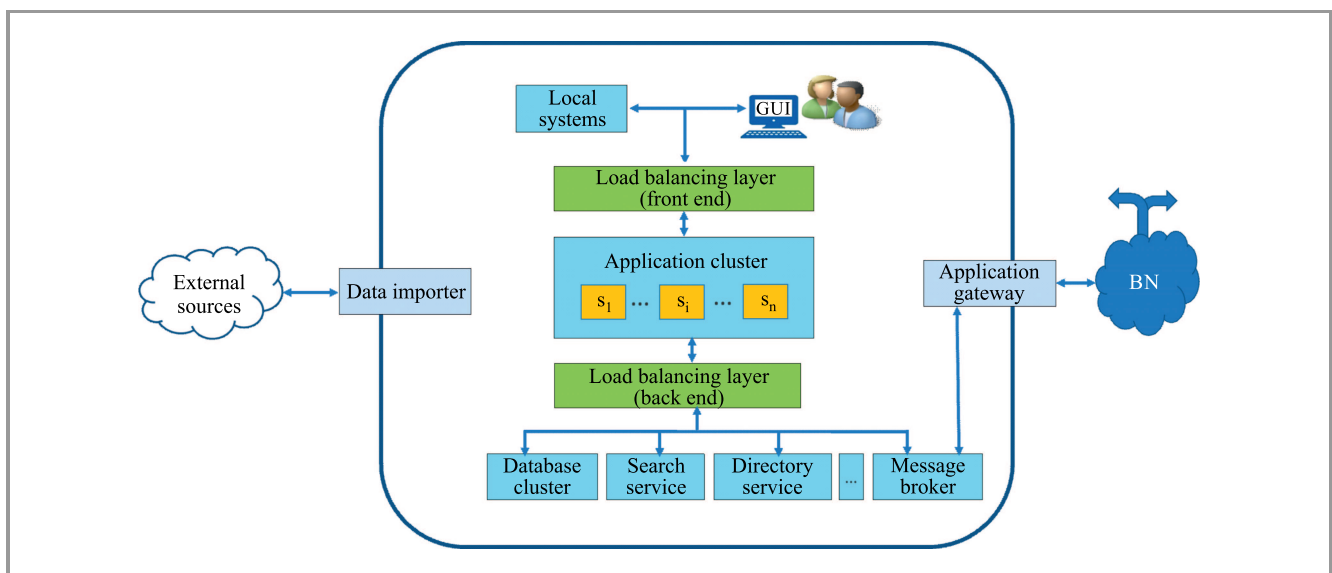 Local
systems
GUI
Load balancing layer
(front end)
Application cluster
s1 ... si ... sn
External
sources
Data importer
Application
gateway
BN
Load balancing layer
(back end)
Database
cluster
Search
service
Directory
service
...
Message
broker